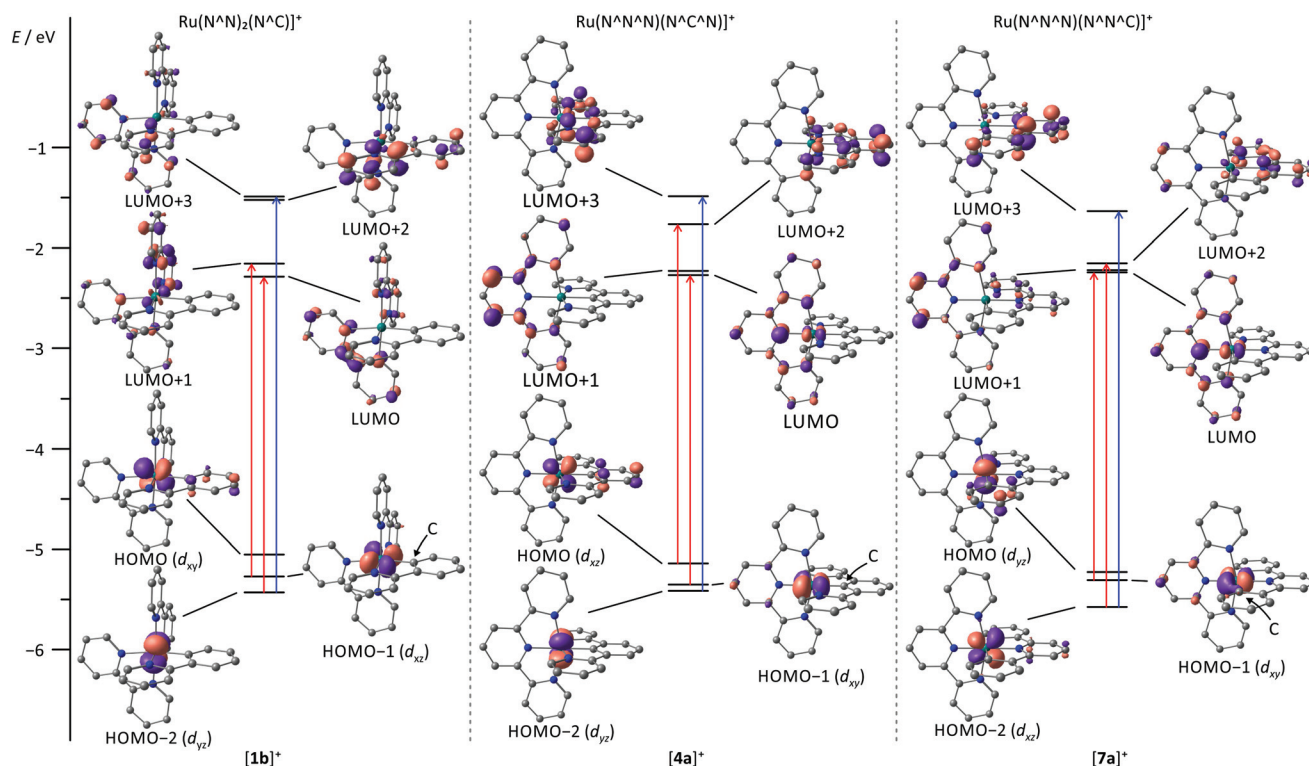 Ru(N^N)₂(N^C)]⁺
Ru(N^N^N)(N^C^N)]⁺
Ru(N^N^N)(N^N^C)]⁺
E / eV
−1
−2
−3
−4
−5
−6
LUMO+3
LUMO+2
LUMO+1
LUMO
HOMO (dxy)
C
HOMO−1 (dxz)
HOMO−2 (dyz)
[1b]⁺
LUMO+3
LUMO+2
LUMO+1
LUMO
HOMO (dxz)
C
HOMO−1 (dxy)
HOMO−2 (dyz)
[4a]⁺
LUMO+3
LUMO+2
LUMO+1
LUMO
HOMO (dyz)
C
HOMO−1 (dxy)
HOMO−2 (dxz)
[7a]⁺